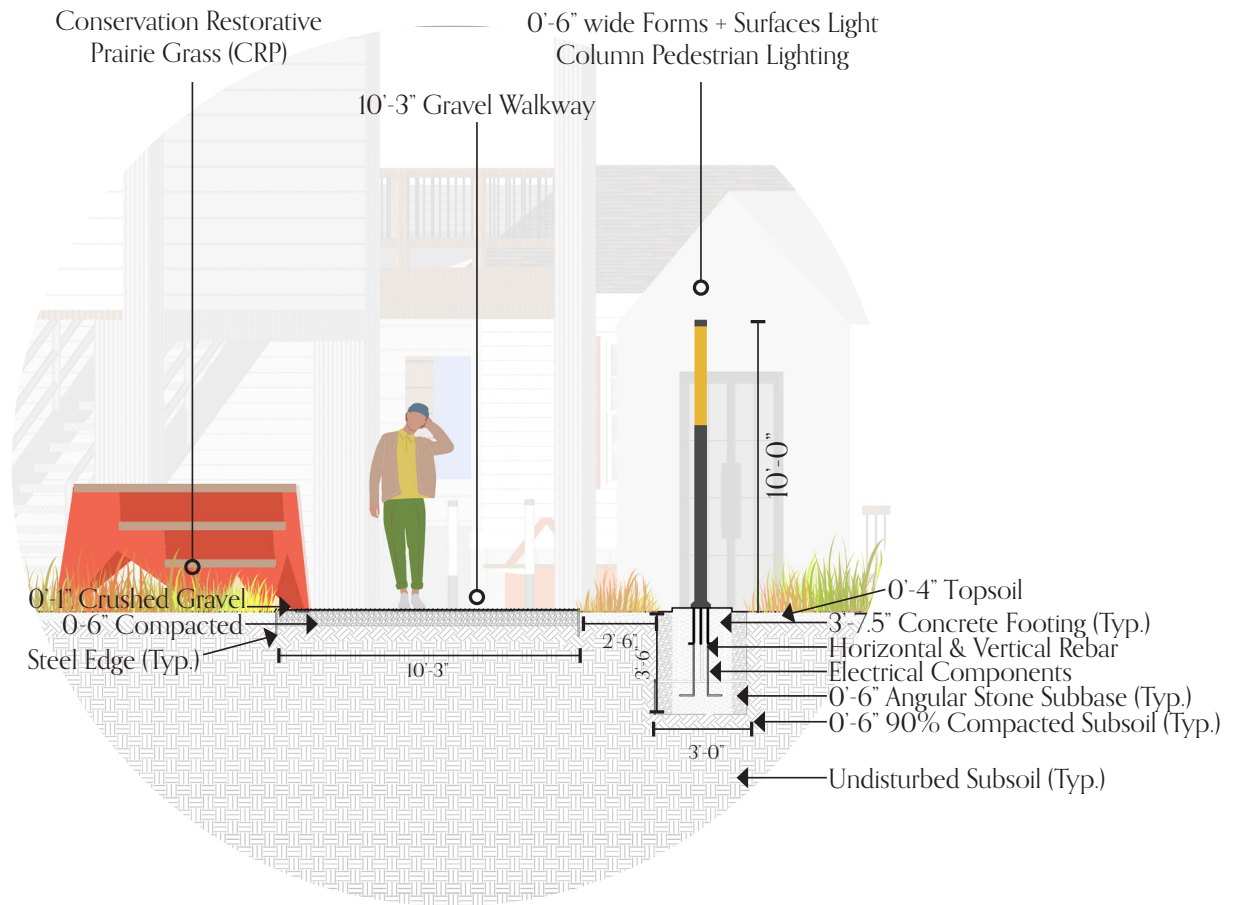 Conservation Restorative
Prairie Grass (CRP)
0'-6" wide Forms + Surfaces Light
Column Pedestrian Lighting
10'-3" Gravel Walkway
10'-0"
0'-1" Crushed Gravel
0-6" Compacted
Steel Edge (Typ.)
10'-3"
2'-6"
3'-6"
3'-0"
0'-4" Topsoil
3'-7.5" Concrete Footing (Typ.)
Horizontal & Vertical Rebar
Electrical Components
0'-6" Angular Stone Subbase (Typ.)
0'-6" 90% Compacted Subsoil (Typ.)
Undisturbed Subsoil (Typ.)